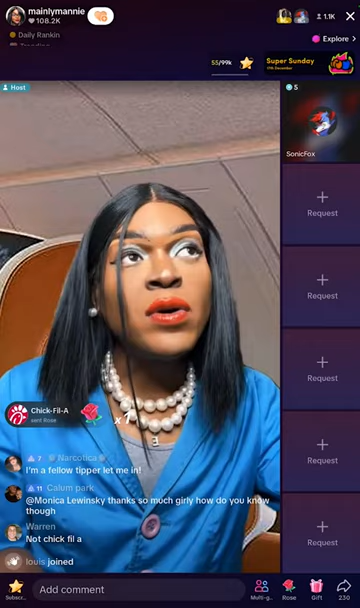 mainlymannie
108.2K
1.1K
Daily Rankin
Explore
55/99k
Super Sunday
Host
5
SonicFox
Request
Request
Request
Request
Request
Chick-Fil-A
sent Rose
x1
3
7 Narcotica
I'm a fellow tipper let me in!
11 Calum park
@Monica Lewinsky thanks so much girly how do you know
though
Warren
Not chick fil a
louis joined
Subscr...
Add comment
Multi-g...
Rose
Gift
230